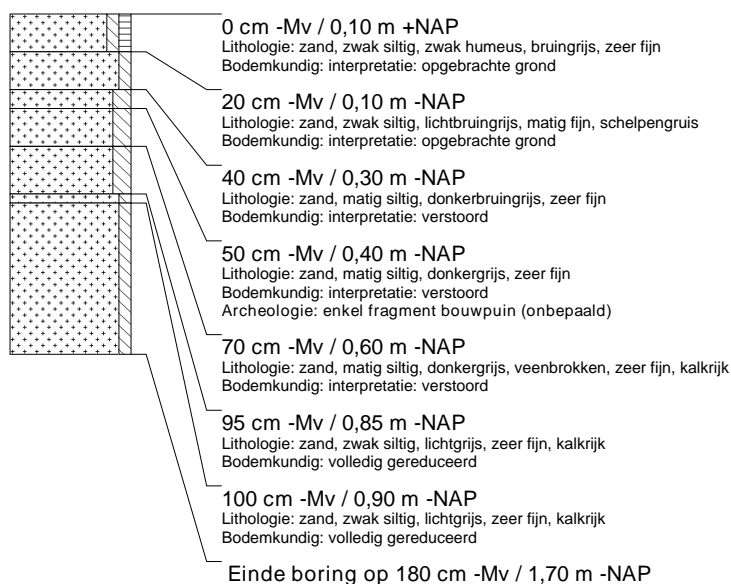 0 cm -Mv / 0,10 m +NAP
Lithologie: zand, zwak siltig, zwak humeus, bruingrijs, zeer fijn
Bodemkundig: interpretatie: opgebrachte grond
20 cm -Mv / 0,10 m -NAP
Lithologie: zand, zwak siltig, lichtbruingrijs, matig fijn, schelpengruis
Bodemkundig: interpretatie: opgebrachte grond
40 cm -Mv / 0,30 m -NAP
Lithologie: zand, matig siltig, donkerbruingrijs, zeer fijn
Bodemkundig: interpretatie: verstoord
50 cm -Mv / 0,40 m -NAP
Lithologie: zand, matig siltig, donkergrijs, zeer fijn
Bodemkundig: interpretatie: verstoord
Archeologie: enkel fragment bouwpuin (onbepaald)
70 cm -Mv / 0,60 m -NAP
Lithologie: zand, matig siltig, donkergrijs, veenbrokken, zeer fijn, kalkrijk
Bodemkundig: interpretatie: verstoord
95 cm -Mv / 0,85 m -NAP
Lithologie: zand, zwak siltig, lichtgrijs, zeer fijn, kalkrijk
Bodemkundig: volledig gereduceerd
100 cm -Mv / 0,90 m -NAP
Lithologie: zand, zwak siltig, lichtgrijs, zeer fijn, kalkrijk
Bodemkundig: volledig gereduceerd
Einde boring op 180 cm -Mv / 1,70 m -NAP